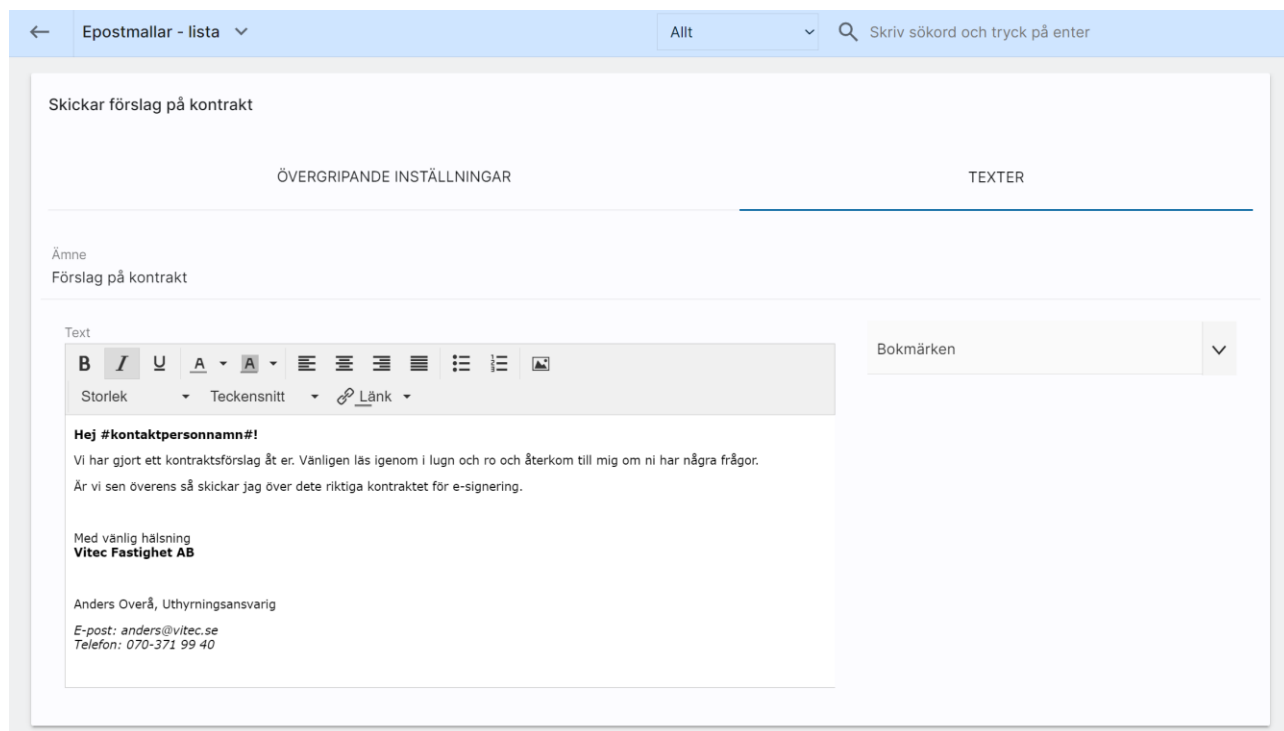 Epostmallar - lista
Allt
Skriv sökord och tryck på enter
Skickar förslag på kontrakt
ÖVERGRIPANDE INSTÄLLNINGAR
TEXTER
Ämne
Förslag på kontrakt
Text
Bokmärken
B I U A A
Storlek Teckensnitt Länk
Hej #kontaktpersonnamn#!
Vi har gjort ett kontraktsförslag åt er. Vänligen läs igenom i lugn och ro och återkom till mig om ni har några frågor.
Är vi sen överens så skickar jag över dete riktiga kontraktet för e-signering.
Med vänlig hälsning
Vitec Fastighet AB
Anders Overå, Uthyrningsansvarig
E-post: anders@vitec.se
Telefon: 070-371 99 40